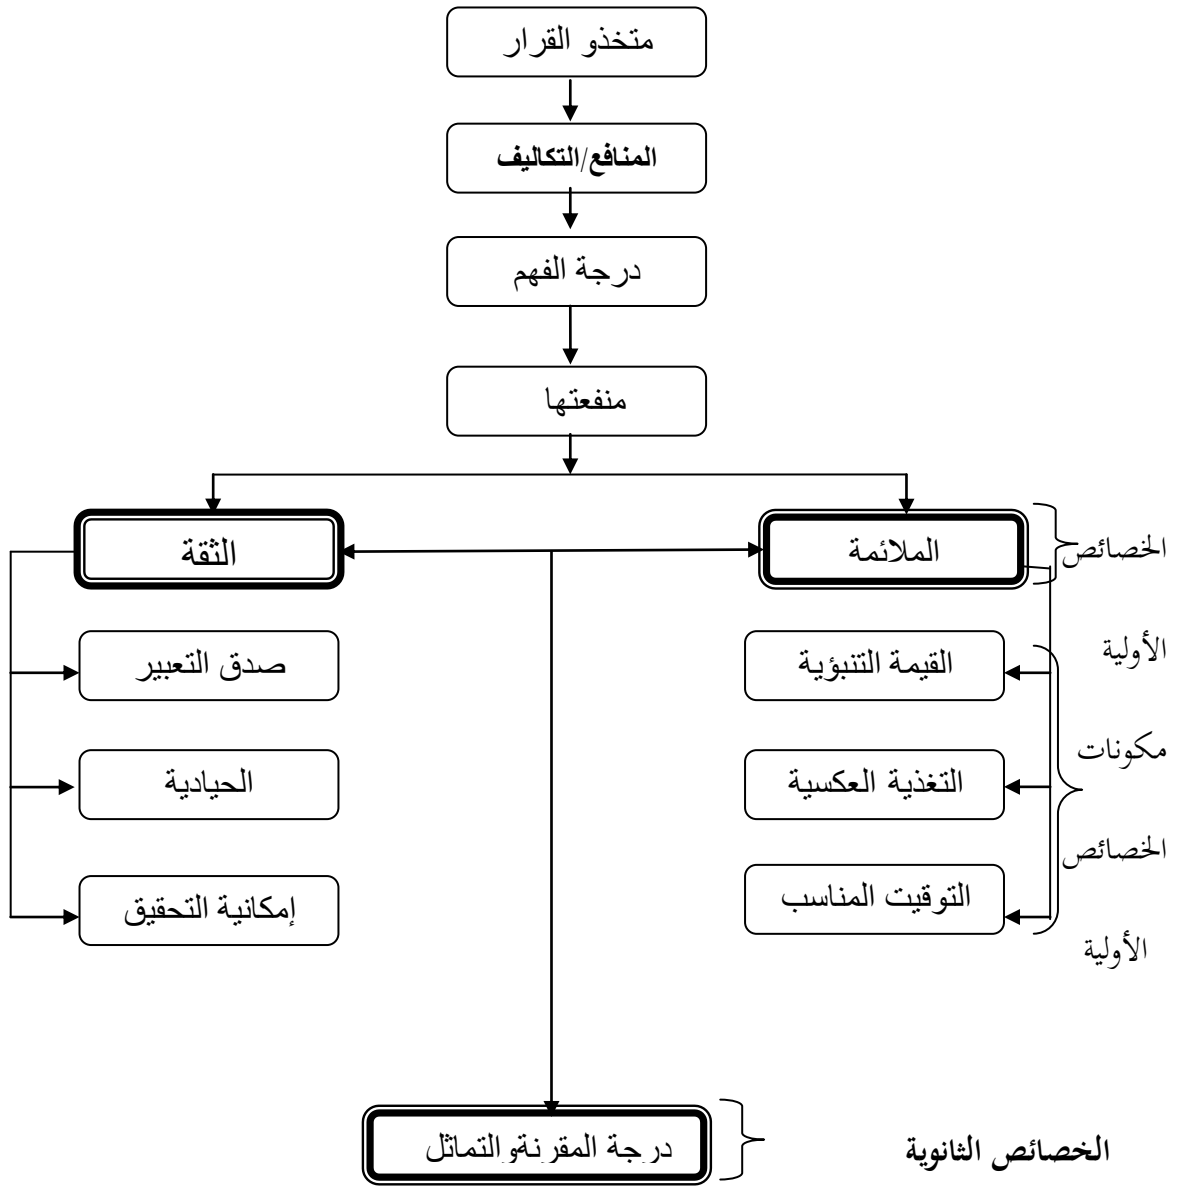 متخذو القرار
المنافع/التكاليف
درجة الفهم
منفعتها
الملائمة
الثقة
الخصائص
الأولية
القيمة التنبؤية
صدق التعبير
مكونات
التغذية العكسية
الحيادية
الخصائص
التوقيت المناسب
إمكانية التحقيق
الأولية
درجة المقرنةوالتماثل
الخصائص الثانوية